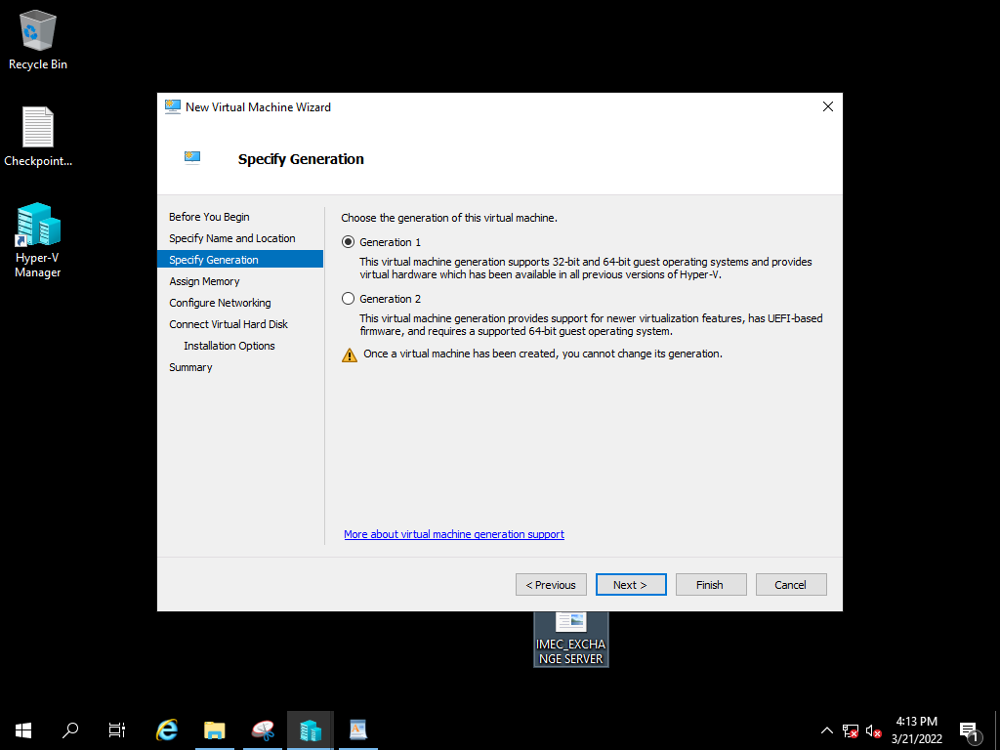 Recycle Bin
Checkpoint...
Hyper-V
Manager
New Virtual Machine Wizard
Specify Generation
Before You Begin
Specify Name and Location
Specify Generation
Assign Memory
Configure Networking
Connect Virtual Hard Disk
Installation Options
Summary
Choose the generation of this virtual machine.
Generation 1
This virtual machine generation supports 32-bit and 64-bit guest operating systems and provides
virtual hardware which has been available in all previous versions of Hyper-V.
Generation 2
This virtual machine generation provides support for newer virtualization features, has UEFI-based
firmware, and requires a supported 64-bit guest operating system.
Once a virtual machine has been created, you cannot change its generation.
More about virtual machine generation support
< Previous
Next >
Finish
Cancel
IMEC_EXCHA
NGE SERVER
4:13 PM
3/21/2022
1